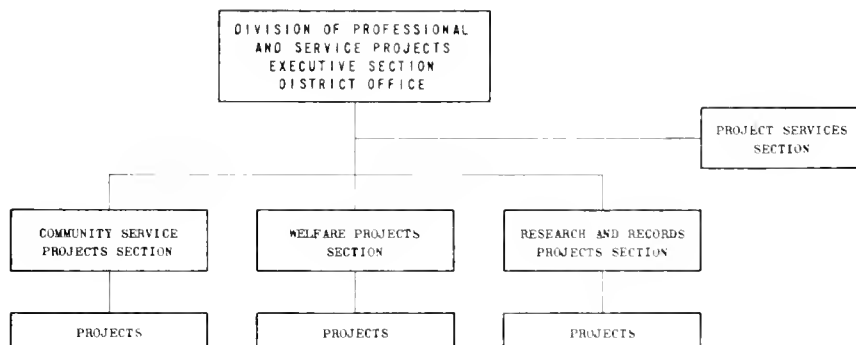 DIVISION OF PROFESSIONAL
AND SERVICE PROJECTS
EXECUTIVE SECTION
DISTRICT OFFICE
PROJECT SERVICES
SECTION
COMMUNITY SERVICE
PROJECTS SECTION
WELFARE PROJECTS
SECTION
RESEARCH AND RECORDS
PROJECTS SECTION
PROJECTS
PROJECTS
PROJECTS